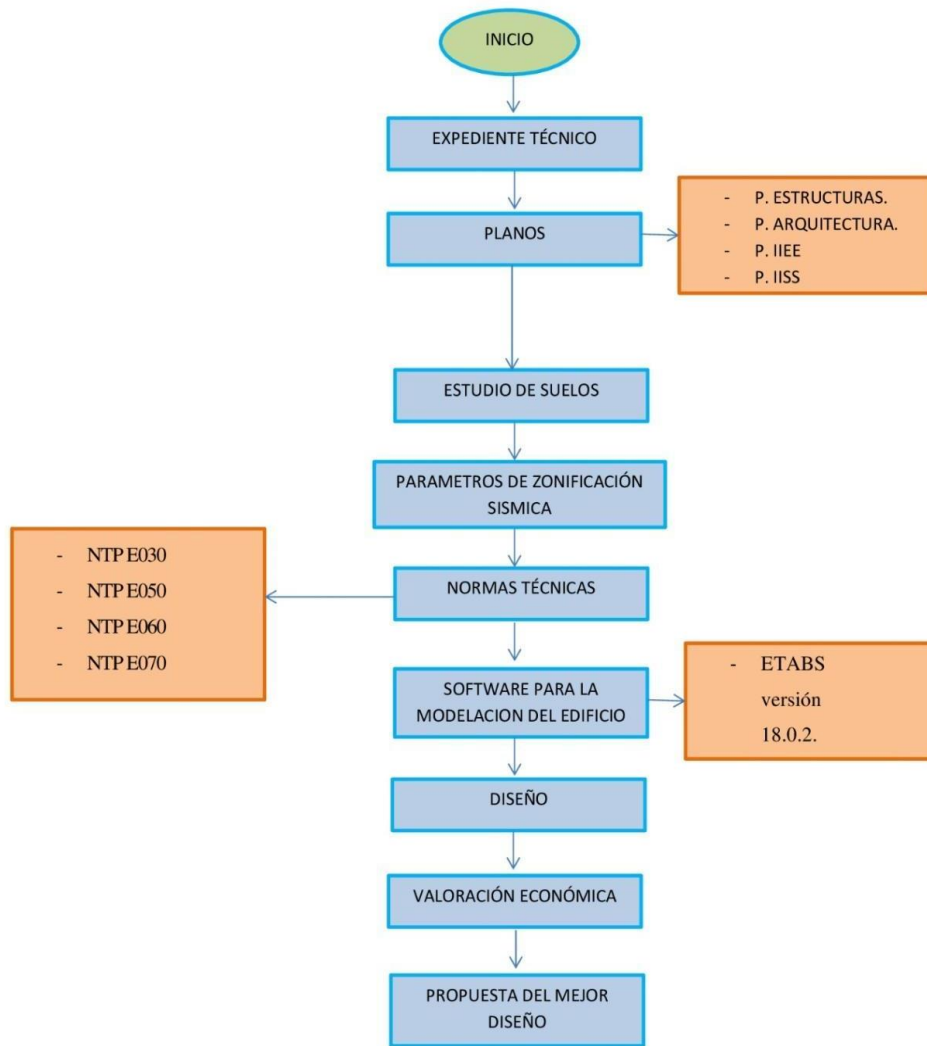 INICIO
EXPEDIENTE TÉCNICO
PLANOS
- P. ESTRUCTURAS.
- P. ARQUITECTURA.
- P. IIEE
- P. IISS
ESTUDIO DE SUELOS
PARAMETROS DE ZONIFICACIÓN
SISMICA
NORMAS TÉCNICAS
- NTP E030
- NTP E050
- NTP E060
- NTP E070
SOFTWARE PARA LA
MODELACION DEL EDIFICIO
- ETABS
versión
18.0.2.
DISEÑO
VALORACIÓN ECONÓMICA
PROPUESTA DEL MEJOR
DISEÑO